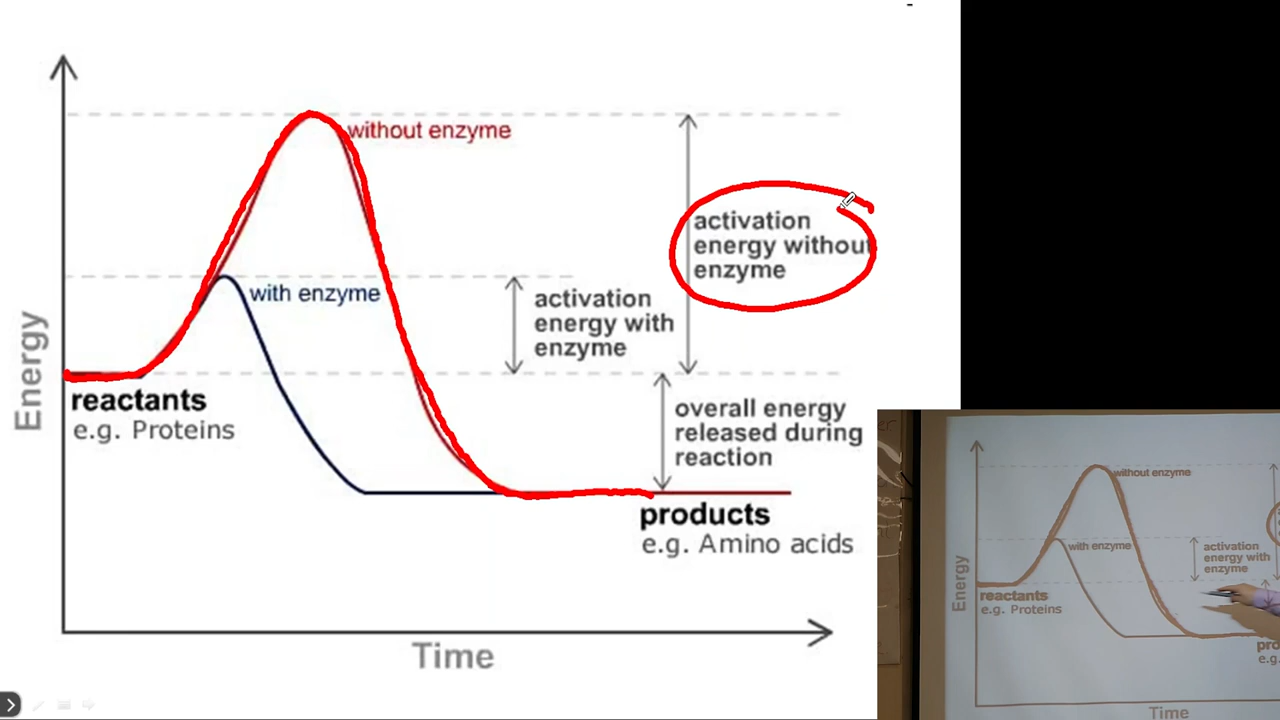 without enzyme
activation
energy without
enzyme
with enzyme
activation
energy with
enzyme
Energy
reactants
e.g. Proteins
overall energy
released during
reaction
products
e.g. Amino acids
Time
without enzyme
with enzyme
activation
energy with
enzyme
Energy
reactants
e.g. Proteins
e.g.
Time